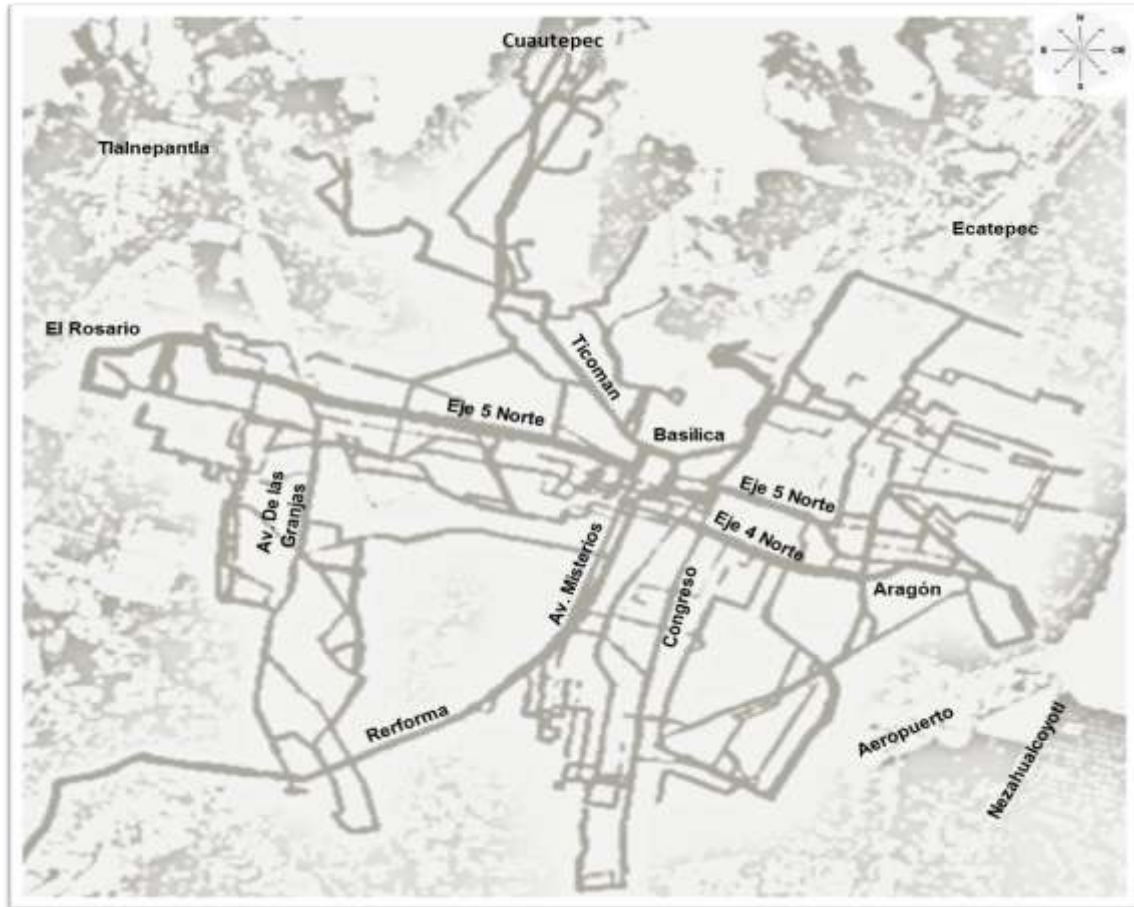 Cuautepec
N
Tlalnepantla
Ecatepec
El Rosario
Ticoman
Eje 5 Norte
Basilica
Eje 5 Norte
Av. De las
Granjas
Eje 4 Norte
Av. Misterios
Congreso
Aragón
Rerforma
Aeropuerto
Nezahualcoyotl